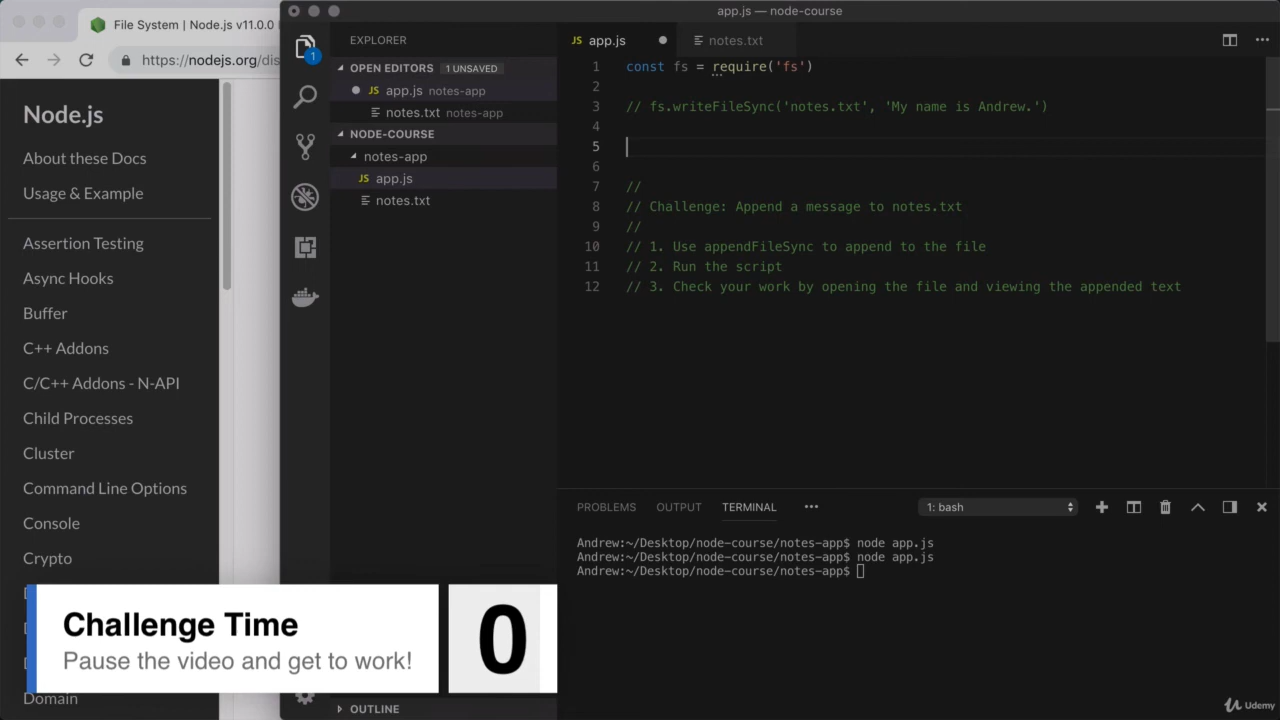 File System | Node.js v11.0.0
https://nodejs.org/dis
Node.js
About these Docs
Usage & Example
Assertion Testing
Async Hooks
Buffer
C++ Addons
C/C++ Addons - N-API
Child Processes
Cluster
Command Line Options
Console
Crypto
Domain
app.js — node-course
1
EXPLORER
OPEN EDITORS 1 UNSAVED
JS app.js notes-app
notes.txt notes-app
NODE-COURSE
notes-app
JS app.js
notes.txt
OUTLINE
JS app.js
notes.txt
1 const fs = require('fs')
2
3 // fs.writeFileSync('notes.txt', 'My name is Andrew.')
4
5
6
7 //
8 // Challenge: Append a message to notes.txt
9 //
10 // 1. Use appendFileSync to append to the file
11 // 2. Run the script
12 // 3. Check your work by opening the file and viewing the appended text
PROBLEMS OUTPUT TERMINAL ••• 1: bash
Andrew:~/Desktop/node-course/notes-app$ node app.js
Andrew:~/Desktop/node-course/notes-app$ node app.js
Andrew:~/Desktop/node-course/notes-app$
Challenge Time
Pause the video and get to work!
0
Udemy